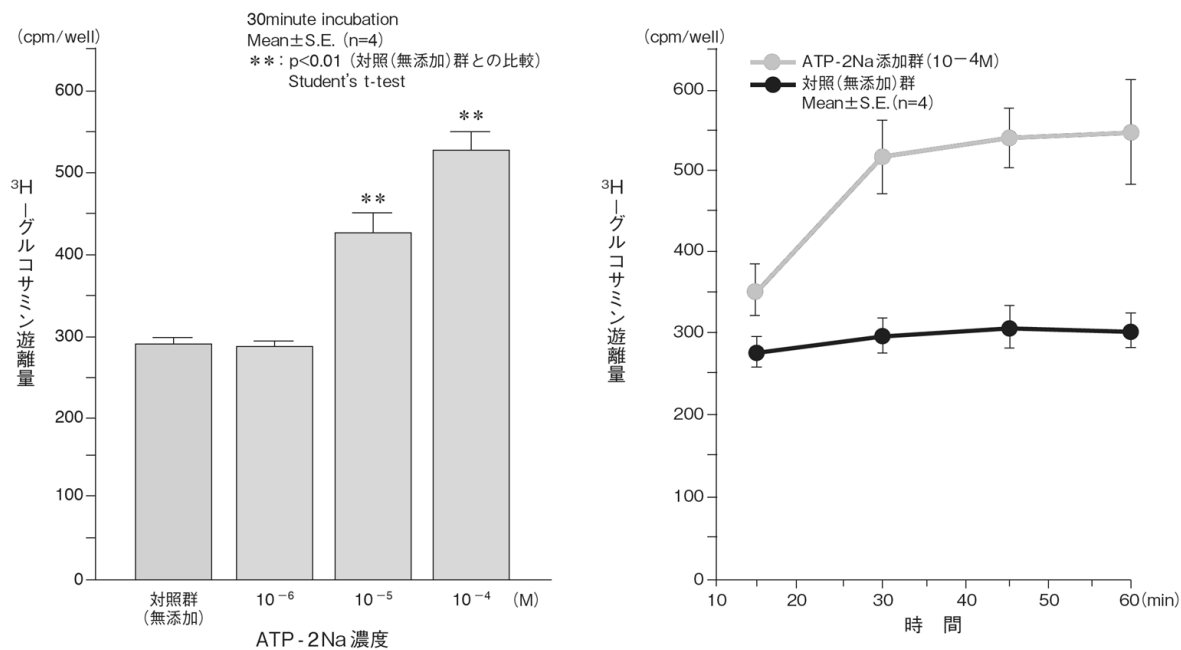 30minute incubation
Mean±S.E. (n=4)
**: p<0.01 (対照(無添加)群との比較)
Student's t-test
(cpm/well)
600
500
400
300
200
100
0
³H－グルコサミン遊離量
**
**
対照群
(無添加)
10⁻⁶
10⁻⁵
10⁻⁴
(M)
ATP-2Na濃度
(cpm/well)
ATP-2Na添加群(10－4M)
対照(無添加)群
Mean±S.E.(n=4)
600
500
400
300
200
100
0
³H－グルコサミン遊離量
10
20
30
40
50
60(min)
時 間